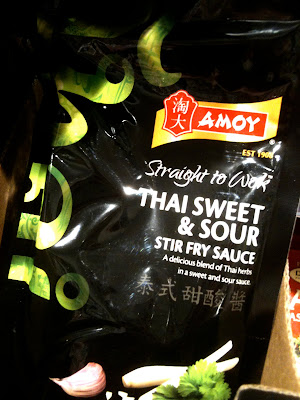 淘大
AMOY
EST 1908
Straight to Wok
THAI SWEET
& SOUR
STIR FRY SAUCE
A delicious blend of Thai herbs
in a sweet and sour sauce
泰式 甜酸醬